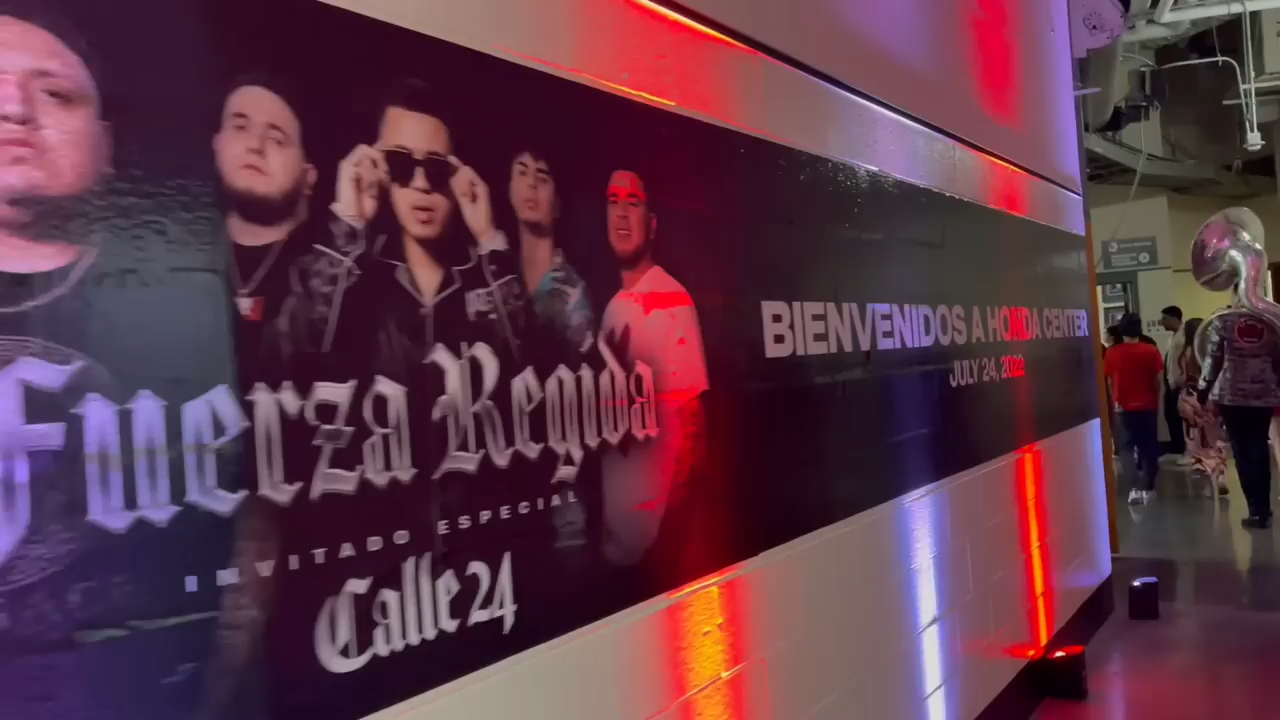 Fuerza Regida
INVITADO ESPECIAL
Calle 24
BIENVENIDOS A HONDA CENTER
JULY 24, 2022